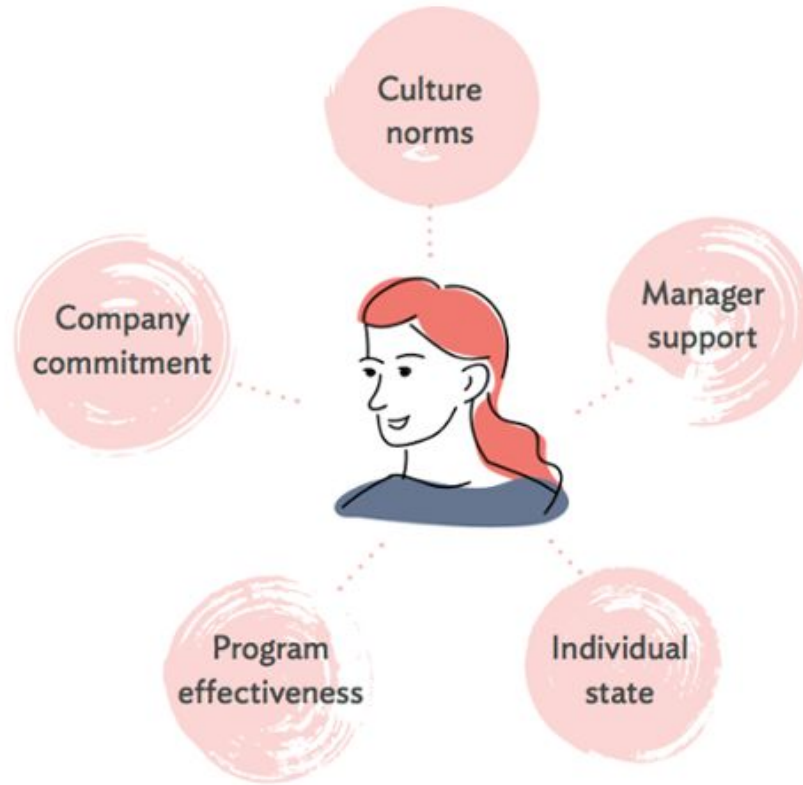 Culture
norms
Company
commitment
Manager
support
Program
effectiveness
Individual
state